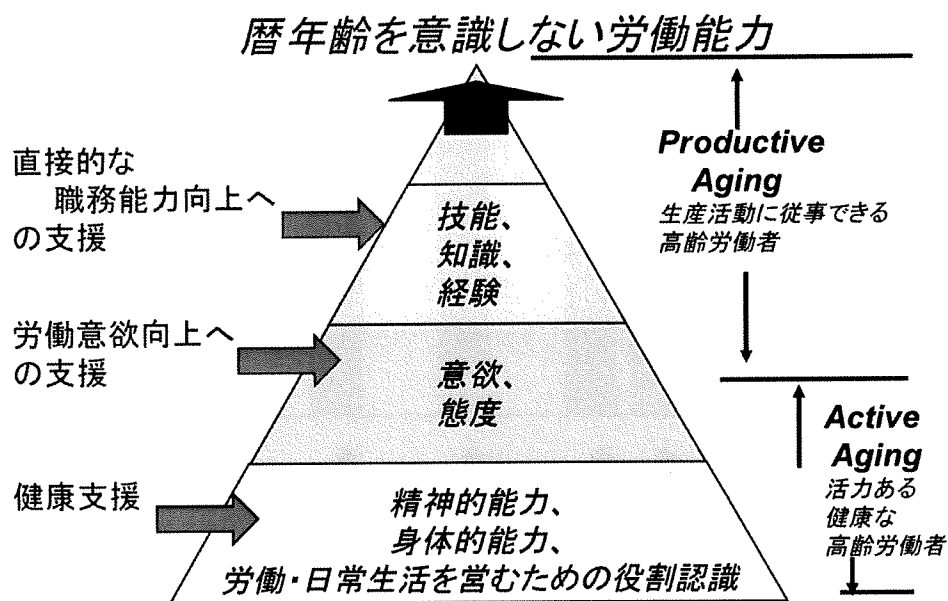 暦年齢を意識しない労働能力
直接的な
職務能力向上へ
の支援
労働意欲向上へ
の支援
健康支援
技能、
知識、
経験
意欲、
態度
精神的能力、
身体的能力、
労働・日常生活を営むための役割認識
Productive
Aging
生産活動に従事できる
高齢労働者
Active
Aging
活力ある
健康な
高齢労働者